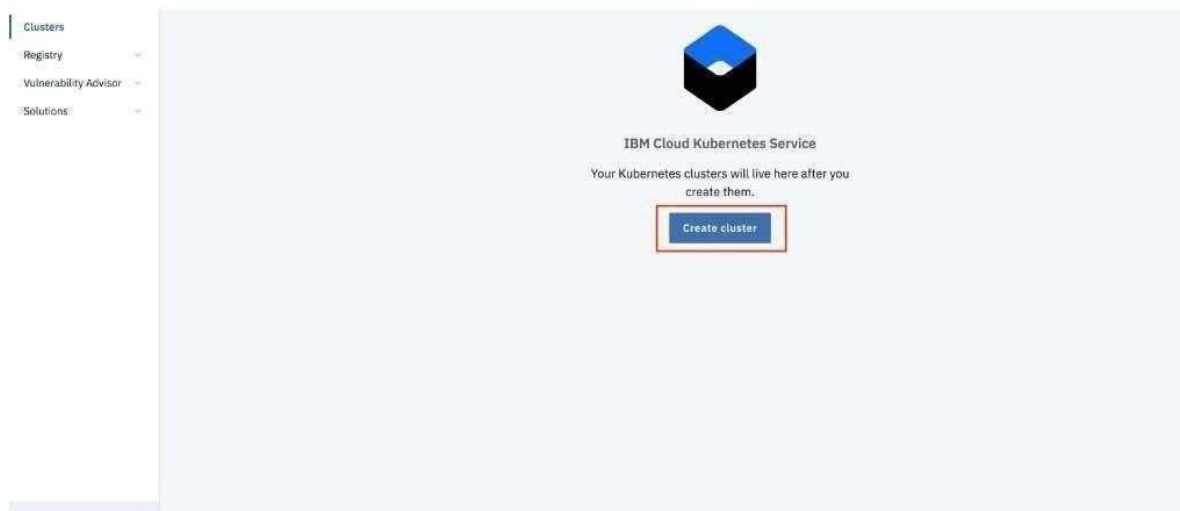 Clusters
Registry
Vulnerability Advisor
Solutions
IBM Cloud Kubernetes Service
Your Kubernetes clusters will live here after you
create them.
Create cluster